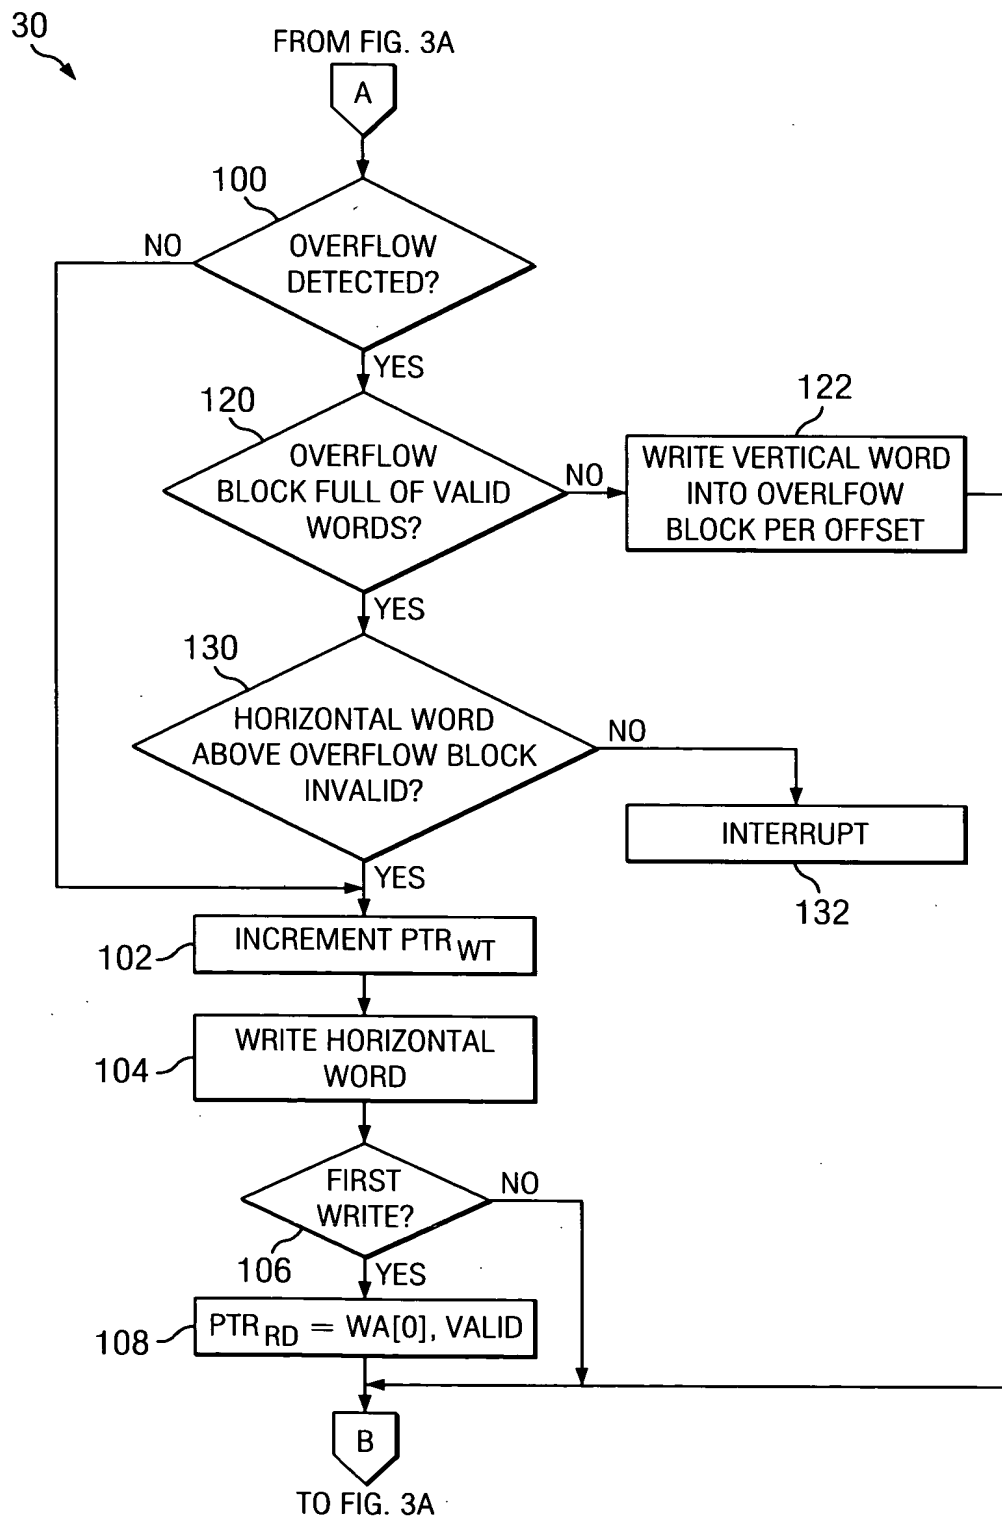 30
FROM FIG. 3A
A
100
OVERFLOW
DETECTED?
NO
YES
120
OVERFLOW
BLOCK FULL OF VALID
WORDS?
NO
122
WRITE VERTICAL WORD
INTO OVERLFOW
BLOCK PER OFFSET
YES
130
HORIZONTAL WORD
ABOVE OVERFLOW BLOCK
INVALID?
NO
INTERRUPT
132
YES
102
INCREMENT PTR WT
104
WRITE HORIZONTAL
WORD
FIRST
WRITE?
NO
106
YES
108
PTR RD = WA[0], VALID
B
TO FIG. 3A